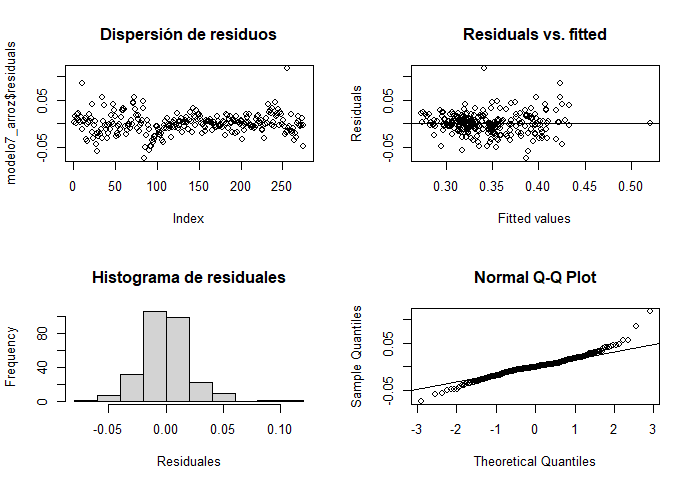 Dispersión de residuos
modelo7_arroz$residuals
0.05
-0.05
0 50 100 150 200 250
Index
Residuals vs. fitted
Residuals
0.05
-0.05
0.30 0.35 0.40 0.45 0.50
Fitted values
Histograma de residuales
Frequency
80
40
0
-0.05 0.00 0.05 0.10
Residuales
Normal Q-Q Plot
Sample Quantiles
0.05
-0.05
-3 -2 -1 0 1 2 3
Theoretical Quantiles